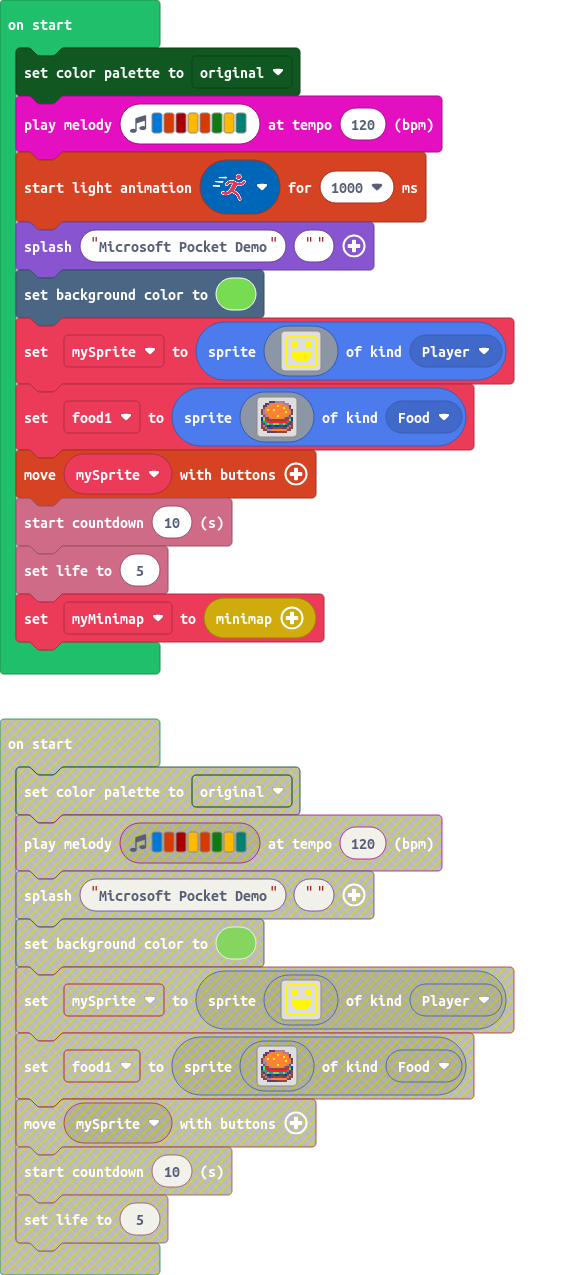 on start
set color palette to original
play melody at tempo 120 (bpm)
start light animation for 1000 ms
splash "Microsoft Pocket Demo" " "
set background color to
set mySprite to sprite of kind Player
set food1 to sprite of kind Food
move mySprite with buttons
start countdown 10 (s)
set life to 5
set myMinimap to minimap
on start
set color palette to original
play melody at tempo 120 (bpm)
splash "Microsoft Pocket Demo" " "
set background color to
set mySprite to sprite of kind Player
set food1 to sprite of kind Food
move mySprite with buttons
start countdown 10 (s)
set life to 5